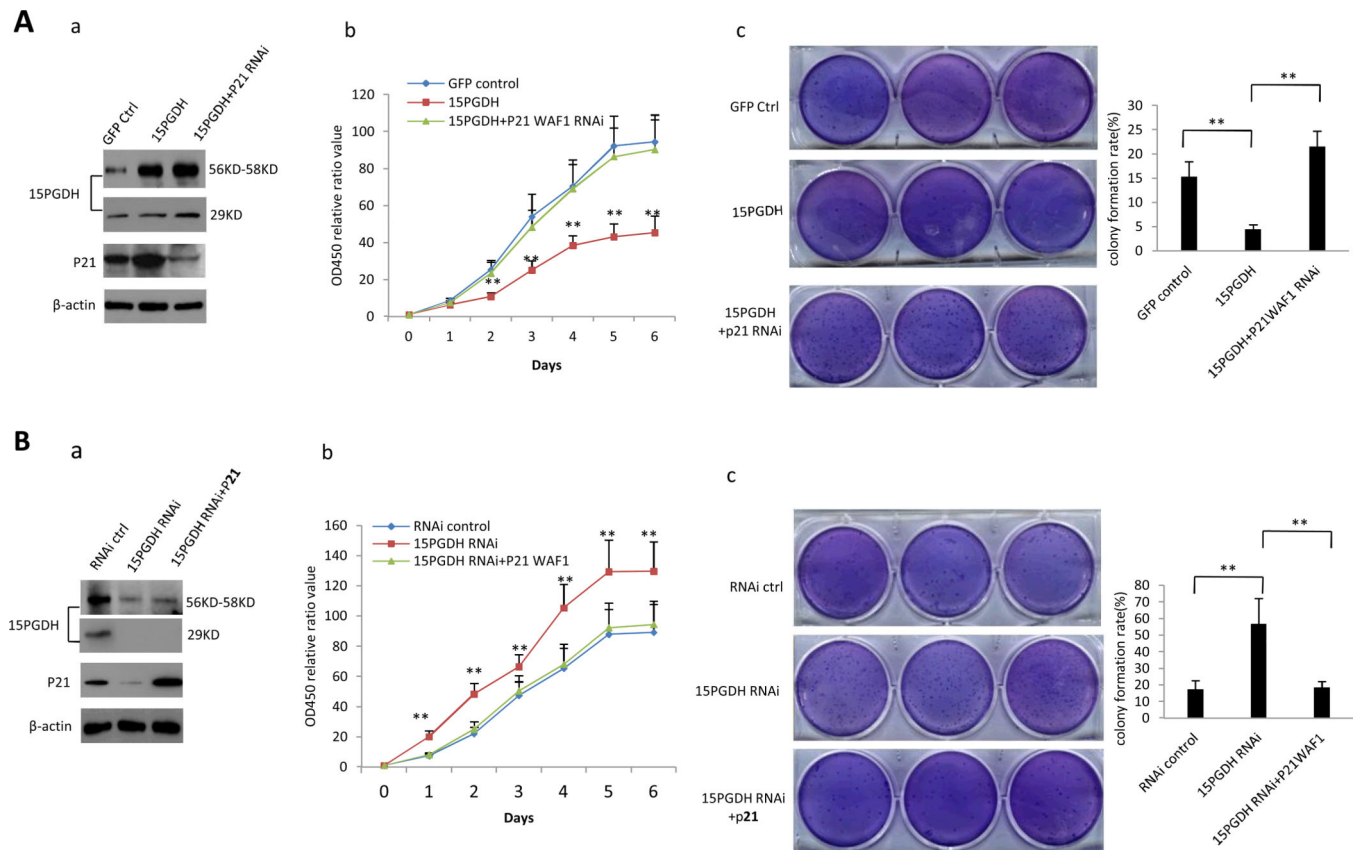 A
a
GFP Ctrl
15PGDH
15PGDH+P21 RNAi
15PGDH
56KD-58KD
29KD
P21
β-actin
b
GFP control
15PGDH
15PGDH+P21 WAF1 RNAi
OD450 relative ratio value
120
100
80
60
40
20
0
**
**
**
**
**
0 1 2 3 4 5 6
Days
c
GFP Ctrl
15PGDH
15PGDH
+p21 RNAi
colony formation rate(%)
30
25
20
15
10
5
0
**
**
GFP control
15PGDH
15PGDH+P21WAF1 RNAi
B
a
RNAi ctrl
15PGDH RNAi
15PGDH RNAi+P21
15PGDH
56KD-58KD
29KD
P21
β-actin
b
RNAi control
15PGDH RNAi
15PGDH RNAi+P21 WAF1
OD450 relative ratio value
160
140
120
100
80
60
40
20
0
**
**
**
**
**
**
0 1 2 3 4 5 6
Days
c
RNAi ctrl
15PGDH RNAi
15PGDH RNAi
+p21
colony formation rate(%)
80
70
60
50
40
30
20
10
0
**
**
RNAi control
15PGDH RNAi
15PGDH RNAi+P21WAF1